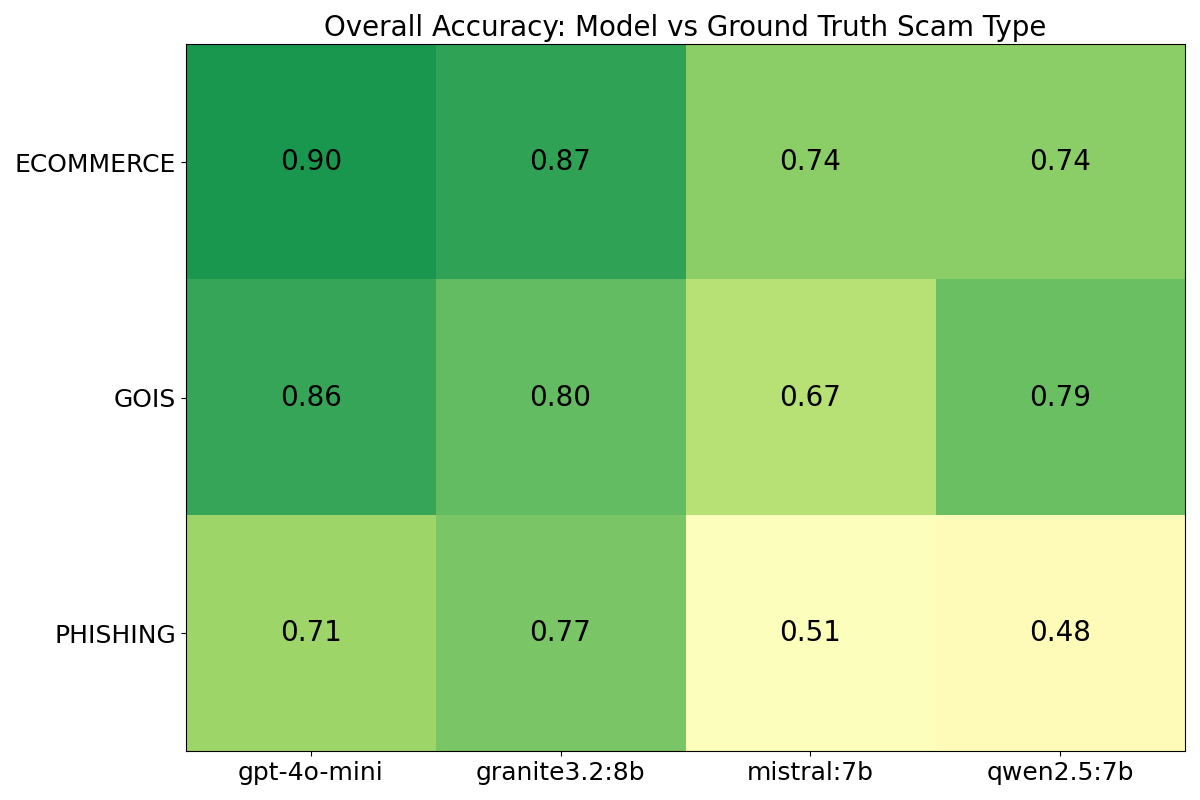 Overall Accuracy: Model vs Ground Truth Scam Type
ECOMMERCE 0.90 0.87 0.74 0.74
GOIS 0.86 0.80 0.67 0.79
PHISHING 0.71 0.77 0.51 0.48
gpt-4o-mini granite3.2:8b mistral:7b qwen2.5:7b